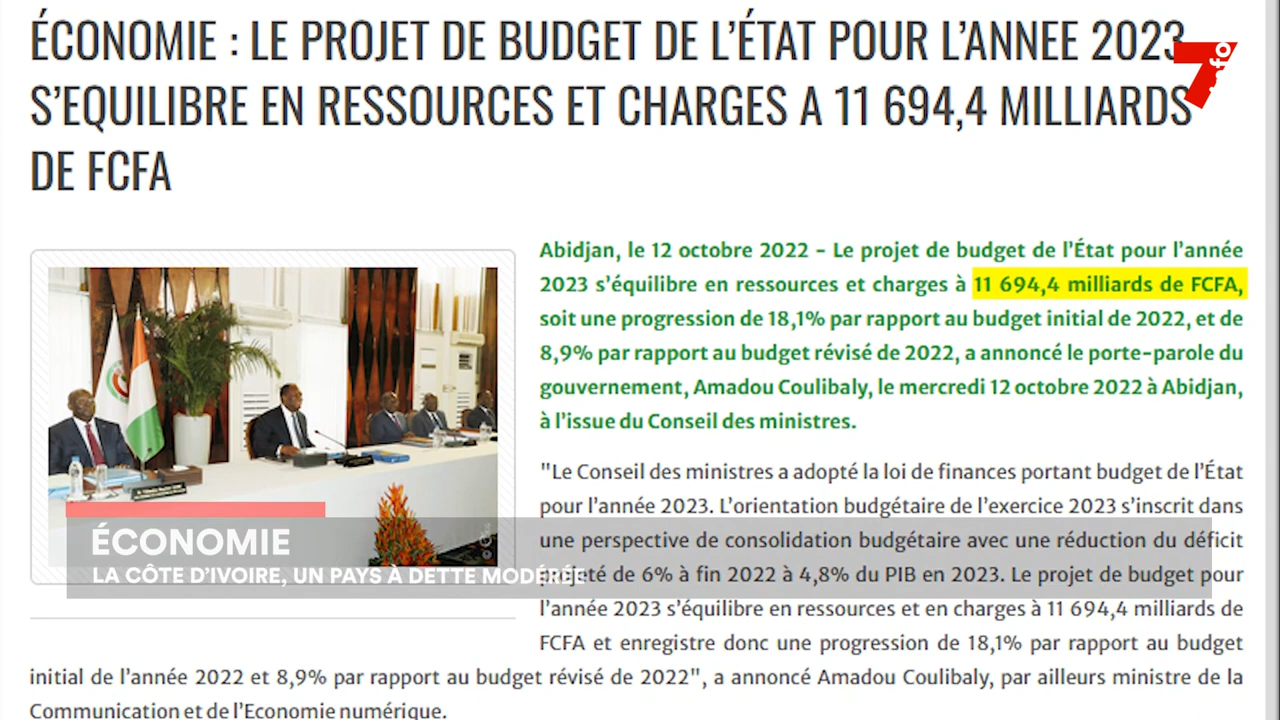 ÉCONOMIE : LE PROJET DE BUDGET DE L’ÉTAT POUR L’ANNEE 2023
S’EQUILIBRE EN RESSOURCES ET CHARGES A 11 694,4 MILLIARDS
DE FCFA
7
Abidjan, le 12 octobre 2022 – Le projet de budget de l’État pour l’année
2023 s’équilibre en ressources et charges à 11 694,4 milliards de FCFA,
soit une progression de 18,1% par rapport au budget initial de 2022, et de
8,9% par rapport au budget révisé de 2022, a annoncé le porte-parole du
gouvernement, Amadou Coulibaly, le mercredi 12 octobre 2022 à Abidjan,
à l’issue du Conseil des ministres.
"Le Conseil des ministres a adopté la loi de finances portant budget de l’État
pour l’année 2023. L’orientation budgétaire de l’exercice 2023 s’inscrit dans
une perspective de consolidation budgétaire avec une réduction du déficit
projeté de 6% à fin 2022 à 4,8% du PIB en 2023. Le projet de budget pour
l’année 2023 s’équilibre en ressources et en charges à 11 694,4 milliards de
FCFA et enregistre donc une progression de 18,1% par rapport au budget
initial de l’année 2022 et 8,9% par rapport au budget révisé de 2022", a annoncé Amadou Coulibaly, par ailleurs ministre de la
Communication et de l’Economie numérique.
ÉCONOMIE
LA CÔTE D’IVOIRE, UN PAYS À DETTE MODÉRÉE